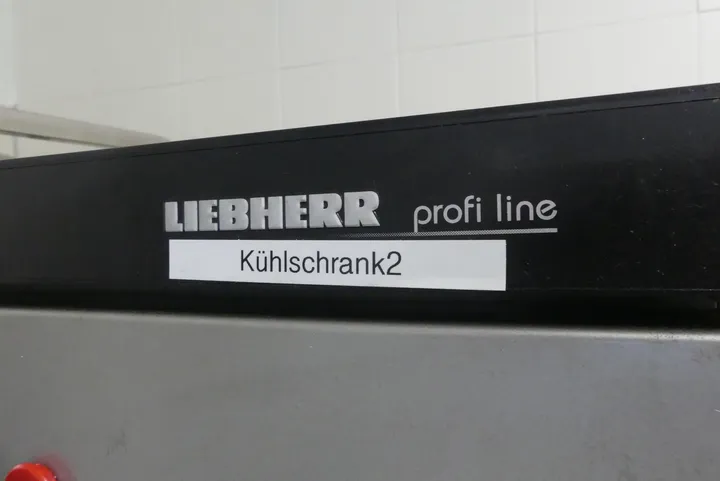 LIEBHERR profi line
Kühlschrank2